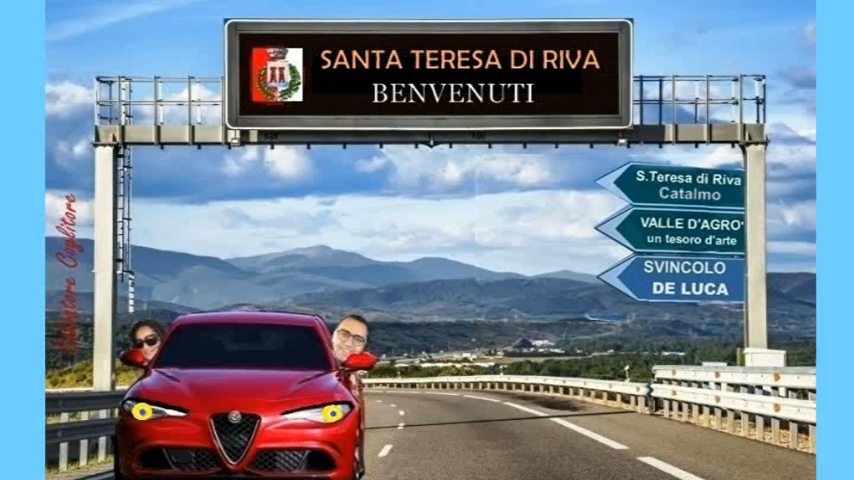 SANTA TERESA DI RIVA
BENVENUTI
S.Teresa di Riva
Catalmo
VALLE D'AGRO'
un tesoro d'arte
SVINCOLO
DE LUCA
Salvatore Coglitore